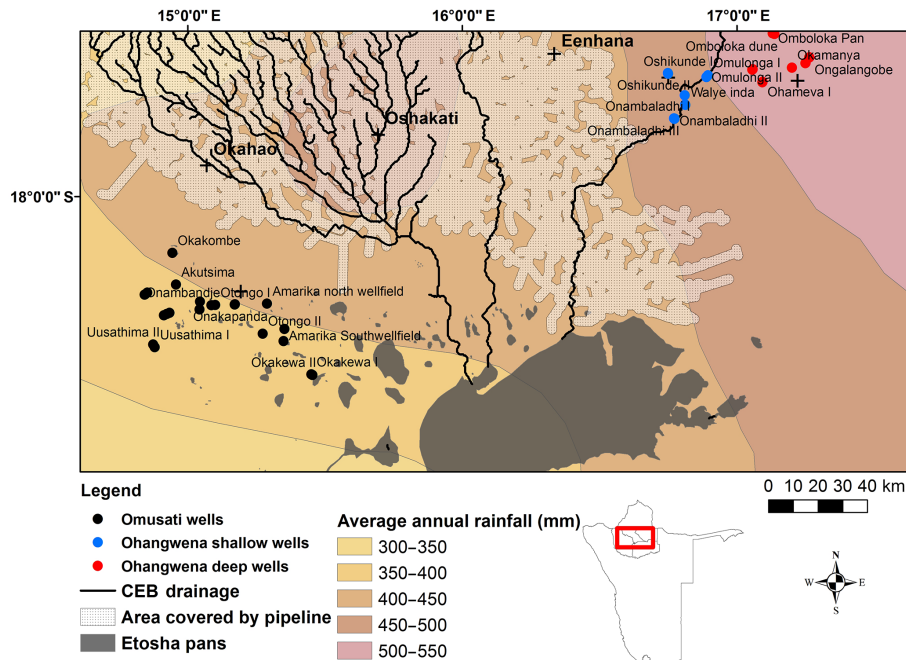 15°0'0"E
16°0'0"E
17°0'0"E
18°0'0"S
Eenhana
Oshakati
Okahao
Omboloka Pan
Omboloka dune
Okamanya
Oshikunde I
Omulonga I
Ongalangobe
Omulonga II
Oshikunde II
Walye inda
Ohameva I
Onambaladhi I
Onambaladhi II
Onambaladhi III
Okakombe
Akutsima
Onambandje
Otongo I
Amarika north wellfield
Onakapanda
Otongo II
Uusathima II
Uusathima I
Amarika Southwellfield
Okakewa II
Okakewa I
Legend
Omusati wells
Ohangwena shallow wells
Ohangwena deep wells
CEB drainage
Area covered by pipeline
Etosha pans
Average annual rainfall (mm)
300–350
350–400
400–450
450–500
500–550
0 10 20 30 40 km
N
W
E
S